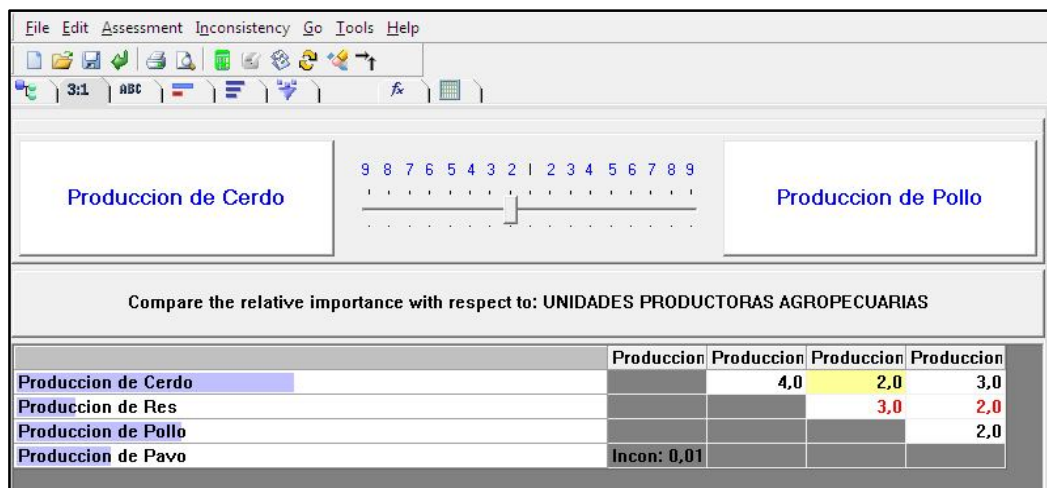 File Edit Assessment Inconsistency Go Tools Help
3:1 ABC fx
Produccion de Cerdo
9 8 7 6 5 4 3 2 1 2 3 4 5 6 7 8 9
Produccion de Pollo
Compare the relative importance with respect to: UNIDADES PRODUCTORAS AGROPECUARIAS
Produccion Produccion Produccion Produccion
Produccion de Cerdo 4,0 2,0 3,0
Produccion de Res 3,0 2,0
Produccion de Pollo 2,0
Produccion de Pavo Incon: 0,01